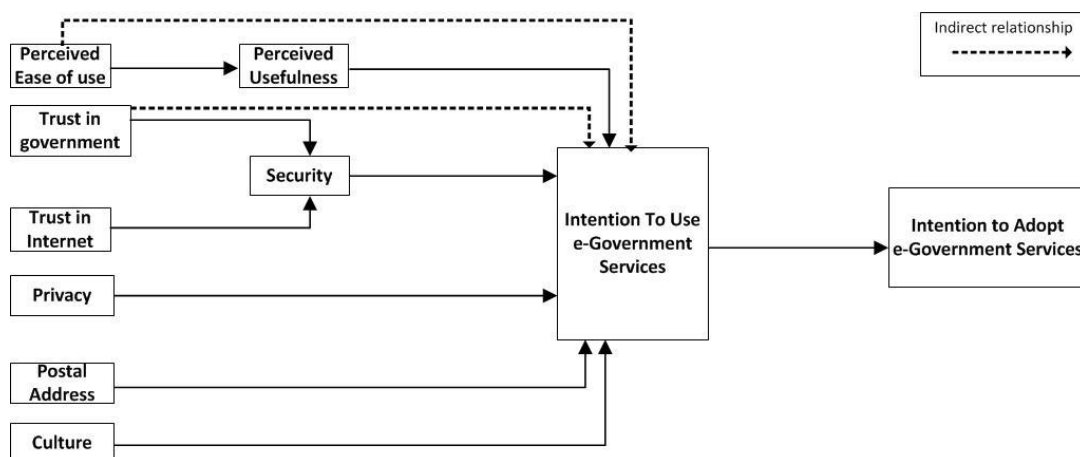 Indirect relationship
Perceived
Ease of use
Perceived
Usefulness
Trust in
government
Security
Trust in
Internet
Intention To Use
e-Government
Services
Intention to Adopt
e-Government Services
Privacy
Postal
Address
Culture